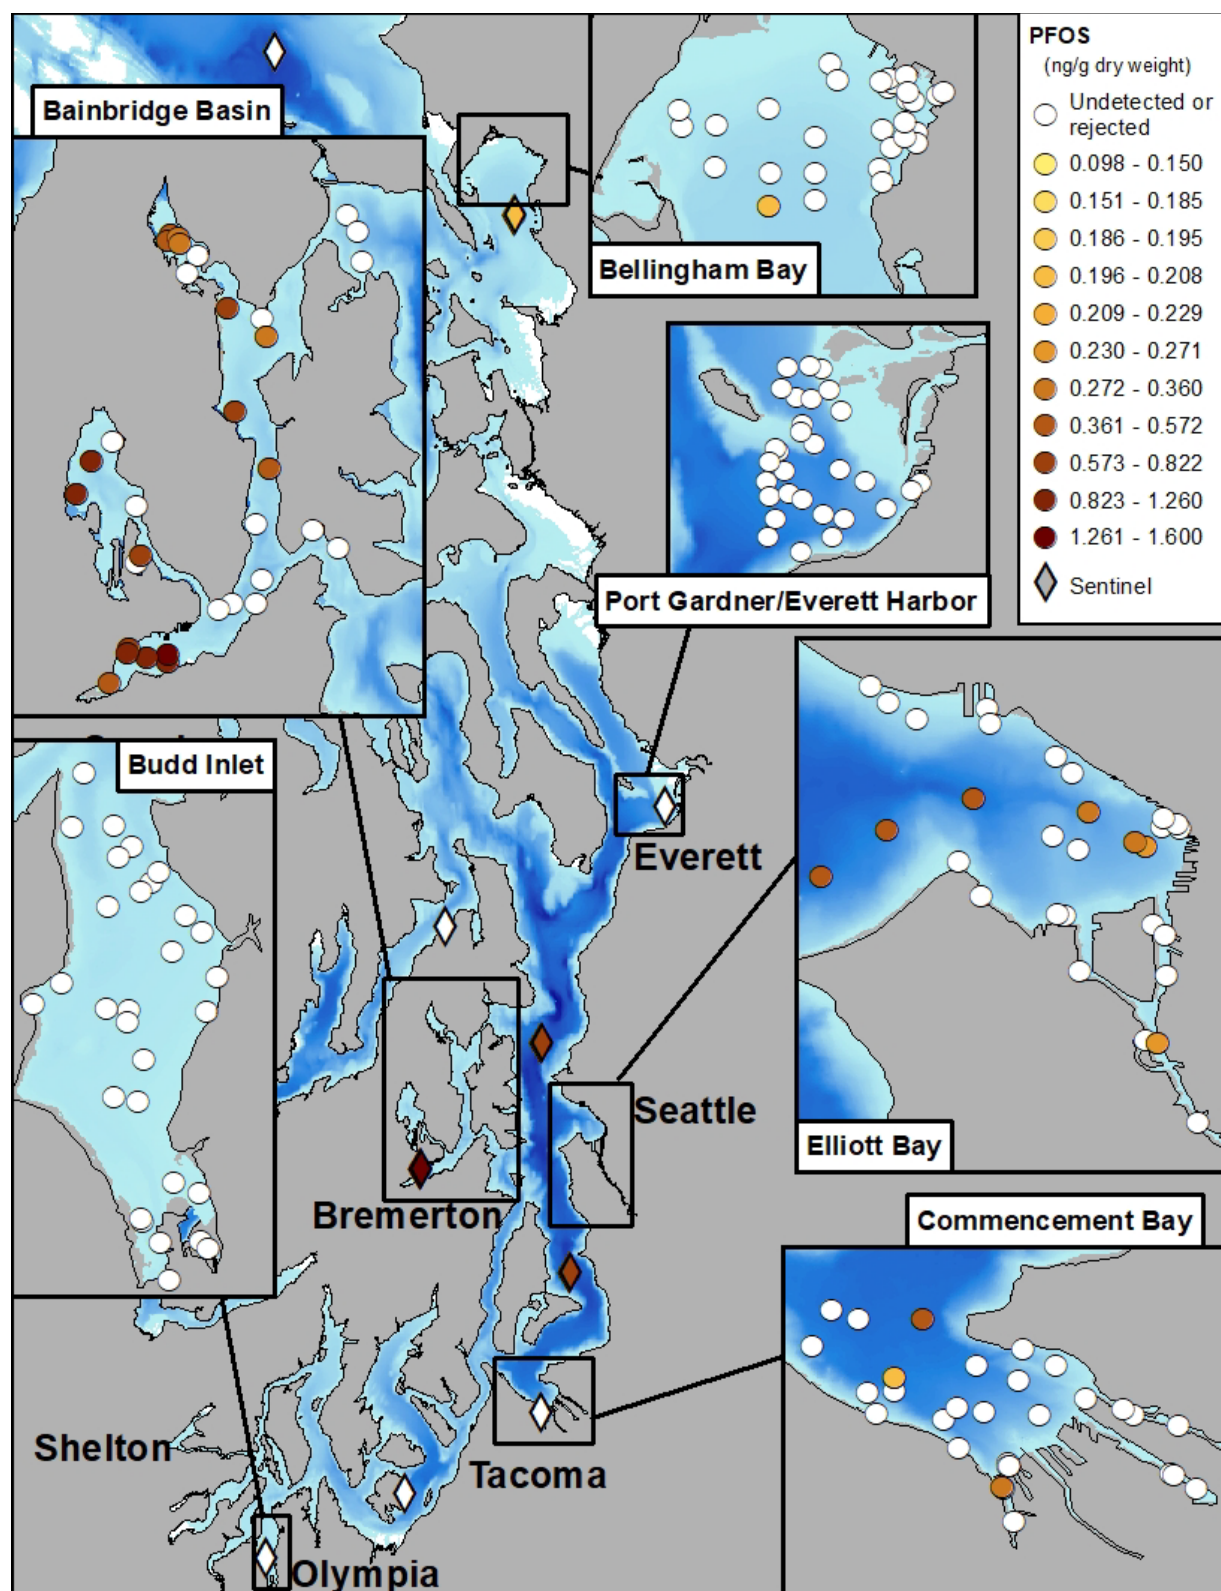 PFOS
(ng/g dry weight)
Undetected or
rejected
0.098 - 0.150
0.151 - 0.185
0.186 - 0.195
0.196 - 0.208
0.209 - 0.229
0.230 - 0.271
0.272 - 0.360
0.361 - 0.572
0.573 - 0.822
0.823 - 1.260
1.261 - 1.600
Sentinel
Bainbridge Basin
Bellingham Bay
Port Gardner/Everett Harbor
Budd Inlet
Everett
Seattle
Elliott Bay
Bremerton
Commencement Bay
Shelton
Tacoma
Olympia